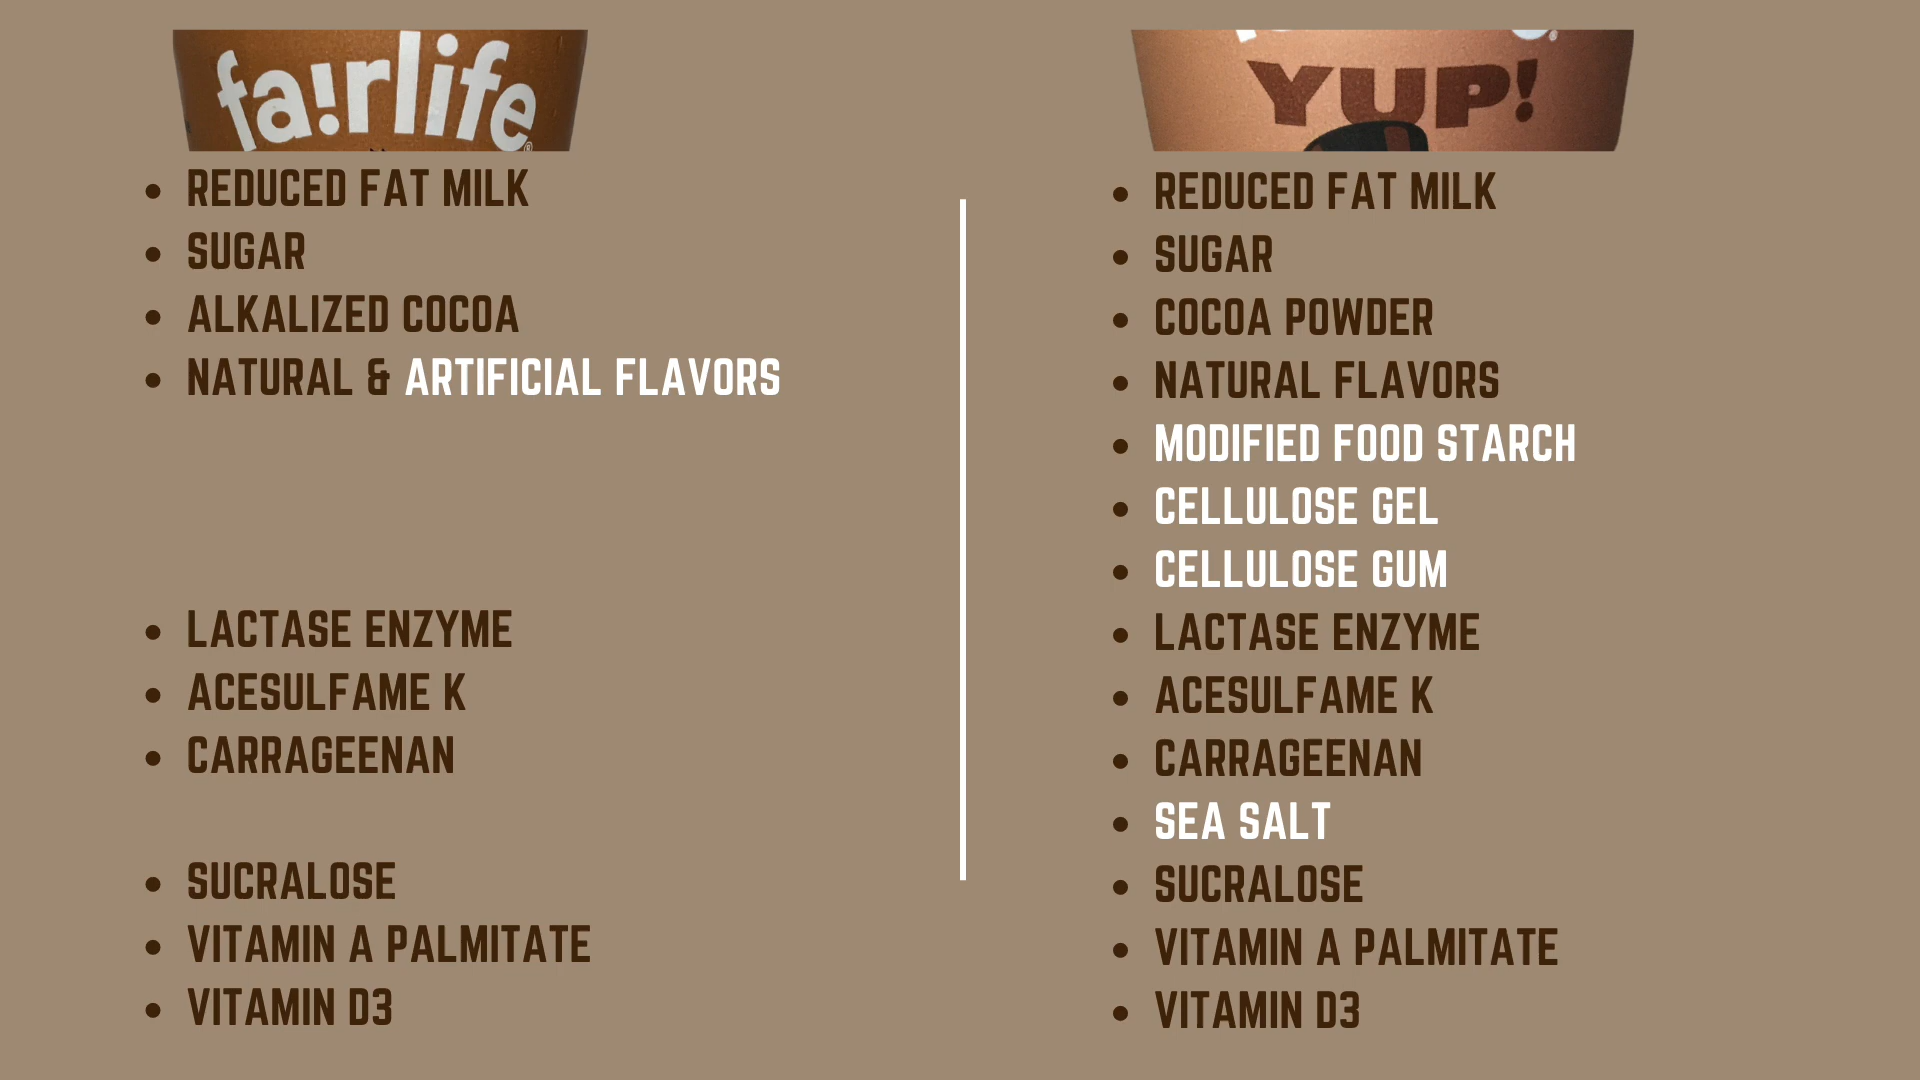 fa!rlife
REDUCED FAT MILK
SUGAR
ALKALIZED COCOA
NATURAL & ARTIFICIAL FLAVORS
LACTASE ENZYME
ACESULFAME K
CARRAGEENAN
SUCRALOSE
VITAMIN A PALMITATE
VITAMIN D3
YUP!
REDUCED FAT MILK
SUGAR
COCOA POWDER
NATURAL FLAVORS
MODIFIED FOOD STARCH
CELLULOSE GEL
CELLULOSE GUM
LACTASE ENZYME
ACESULFAME K
CARRAGEENAN
SEA SALT
SUCRALOSE
VITAMIN A PALMITATE
VITAMIN D3